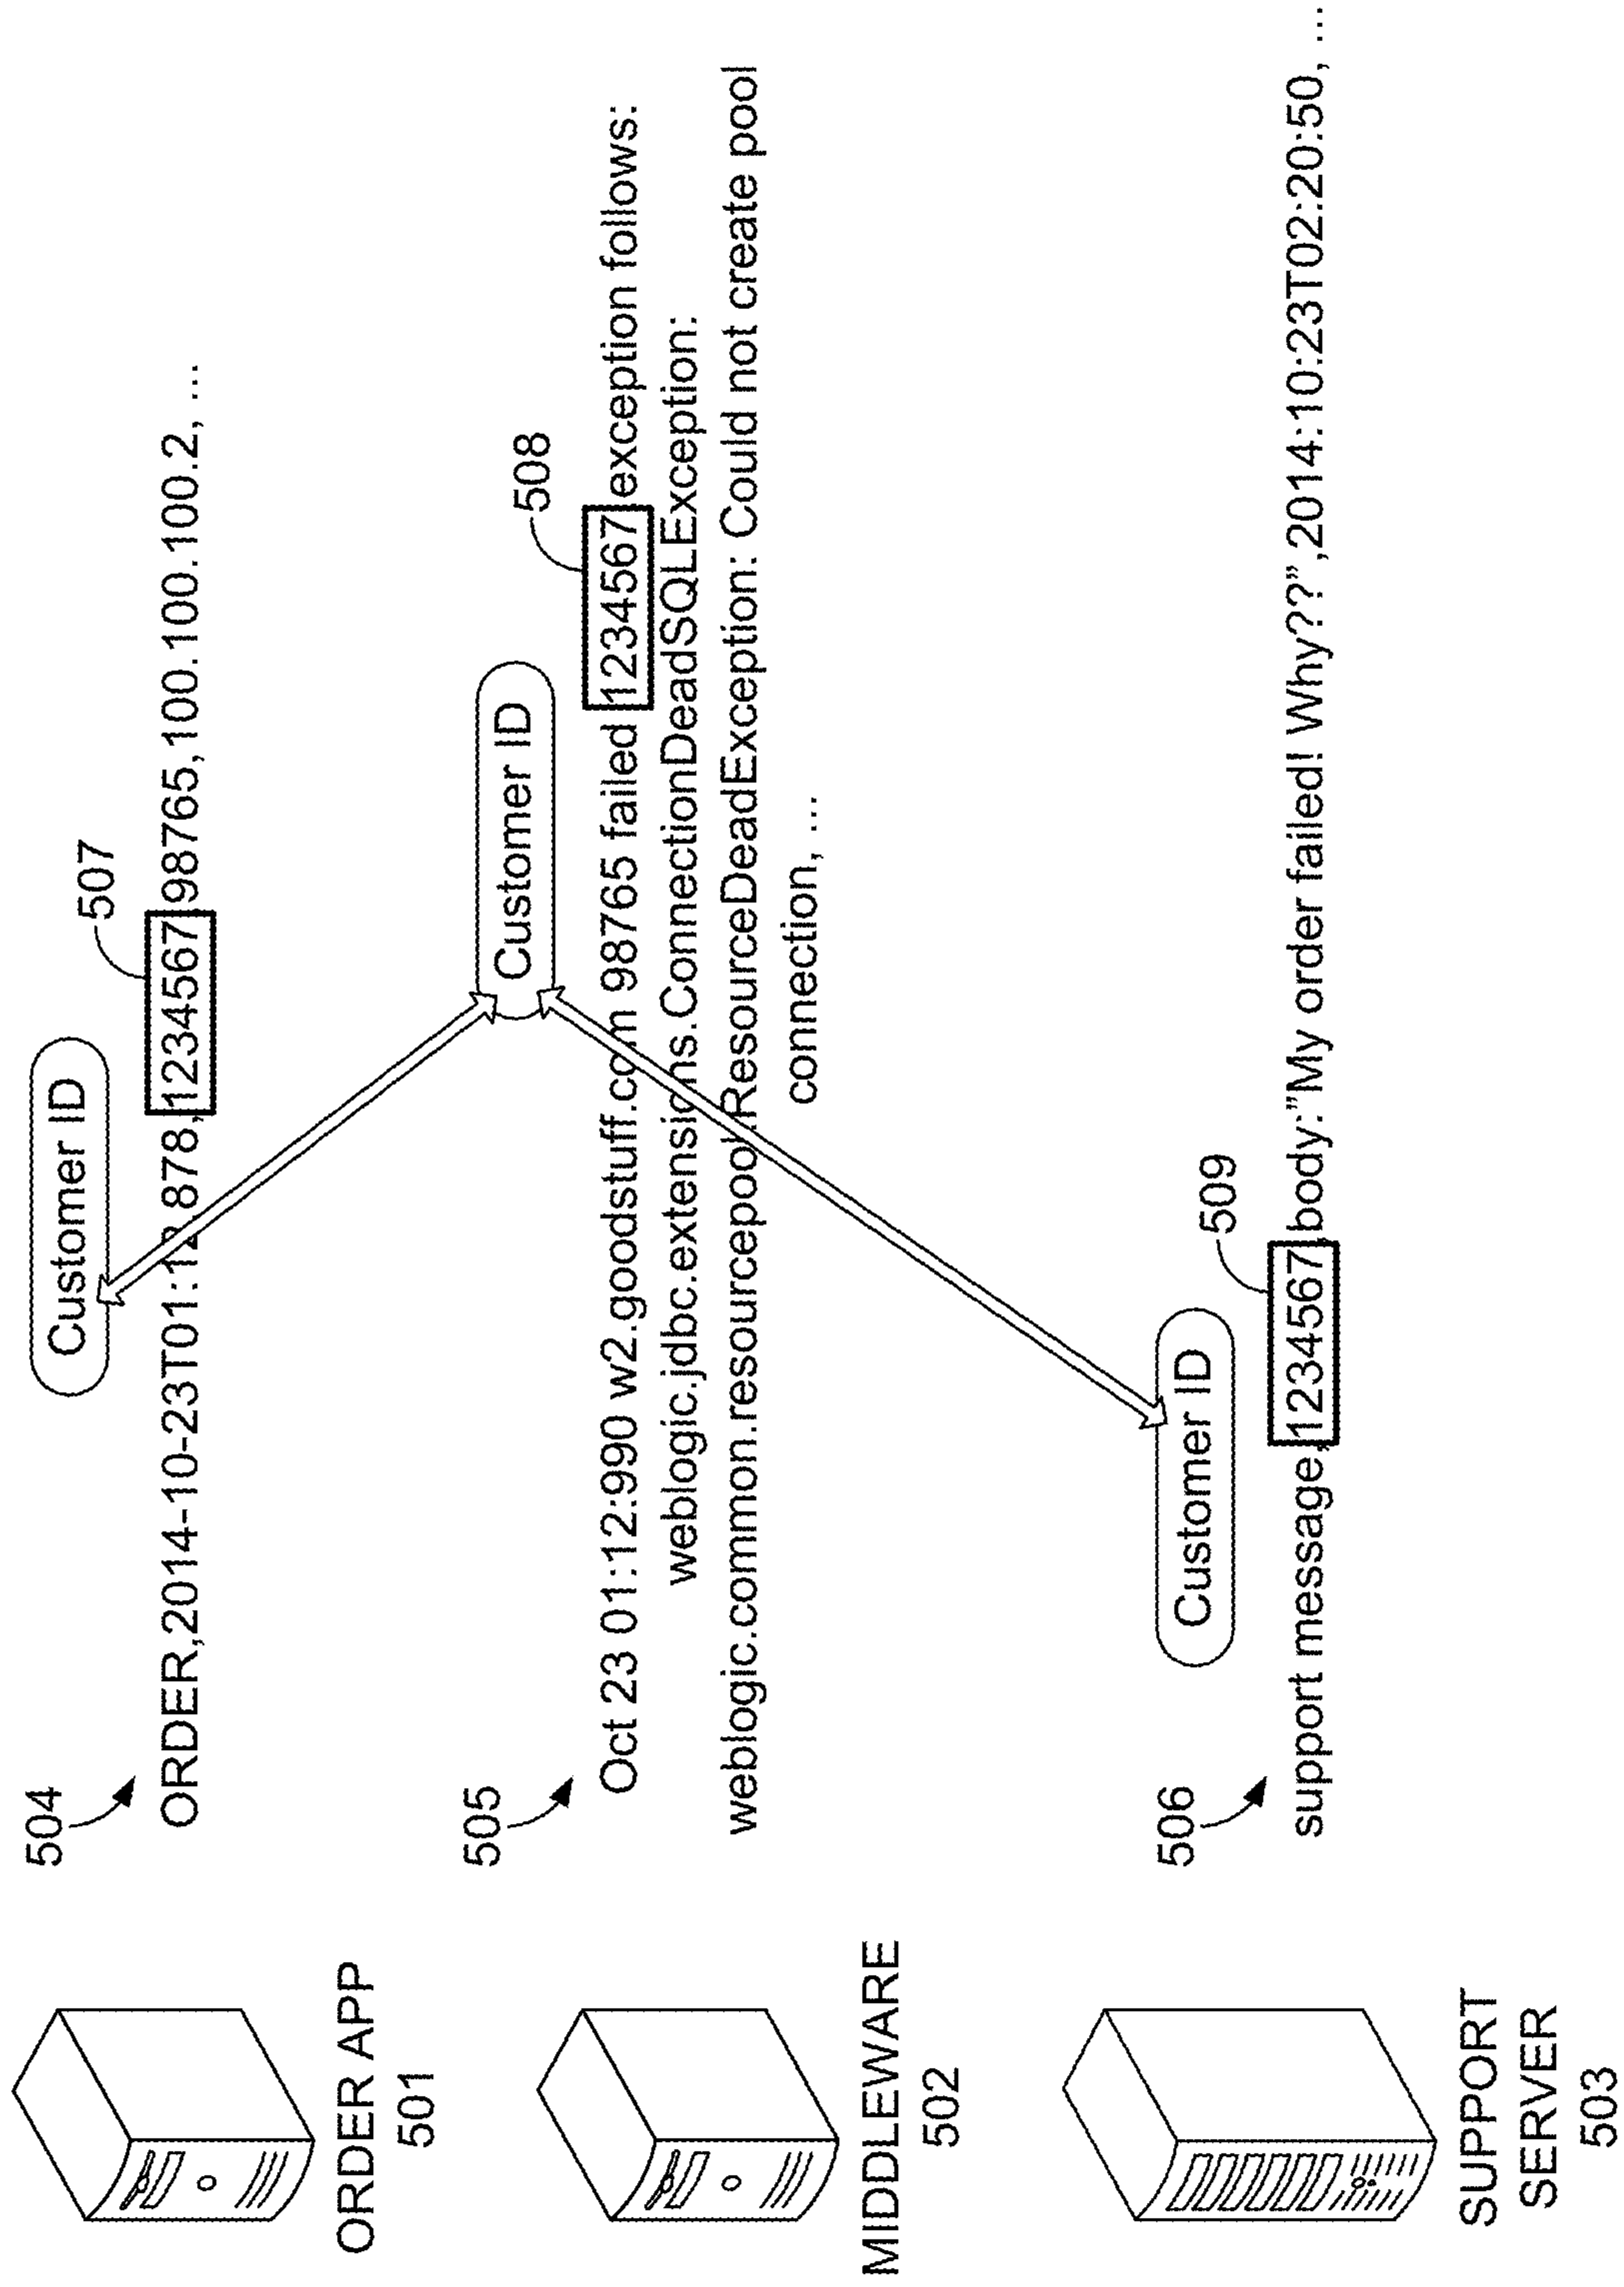 504
Customer ID
507
ORDER,2014-10-23T01:12.878,1234567,98765,100.100.100.2, ...
ORDER APP
501
505
Customer ID
508
Oct 23 01:12:990 w2.goodstuff.com 98765 failed 1234567 exception follows:
weblogic.jdbc.extensions.ConnectionDeadSQLException:
weblogic.common.resourcepool.ResourceDeadException: Could not create pool
connection, ...
MIDDLEWARE
502
506
Customer ID
509
support message,1234567,body:”My order failed! Why???”,2014:10:23T02:20:50, ...
SUPPORT
SERVER
503